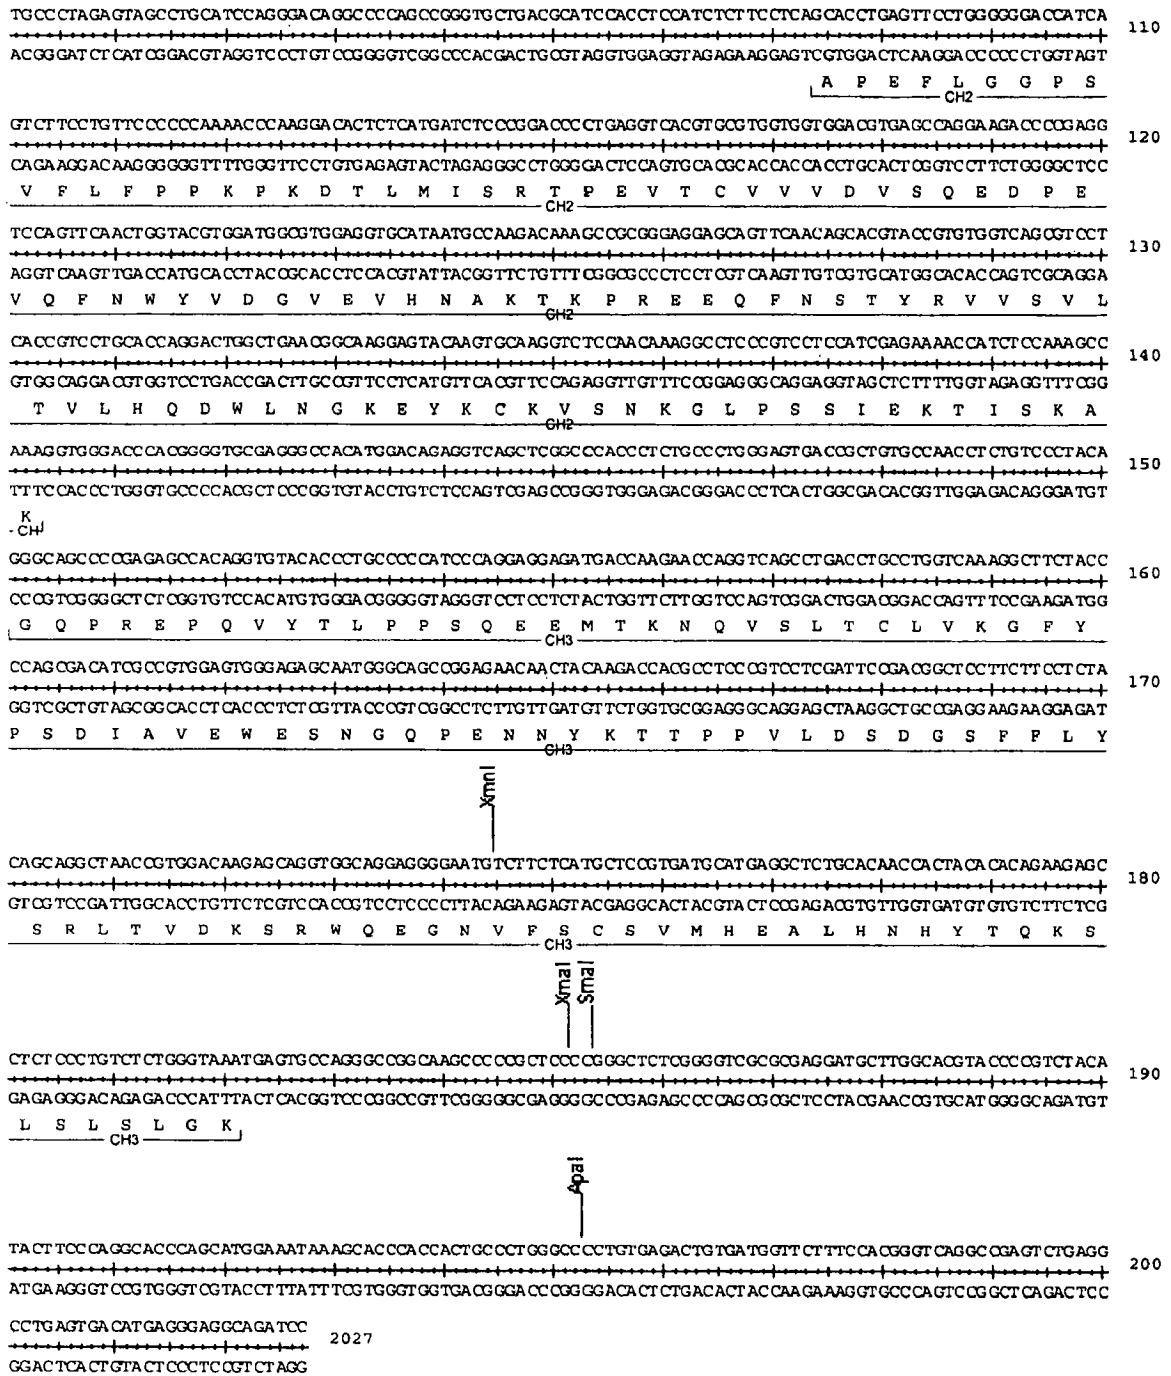 TGCCCTAGAGTAGCCTGCATCCAGGGACAGGCCCCAGCCGGGTGCTGACGCATCCACCTCCATCTCTTCCTCAGCACCTGAGTTCCTGGGGGGACCATCA
110
ACGGGATCTCATCGGACGTAGGTCCCTGTCCGGGGTCGGCCCACGACTGCGTAGGTGGAGGTAGAGAAGGAGTCGTGGACTCAAGGACCCCCCTGGTAGT
A P E F L G G P S
CH2
GTCTTCCTGTTCCCCCCAAAACCCAAGGACACTCTCATGATCTCCCGGACCCCTGAGGTCACGTGCGTGGTGGTGGACGTGAGCCAGGAAGACCCCGAGG
120
CAGAAGGACAAGGGGGGTTTTGGGTTCCTGTGAGAGTACTAGAGGGCCTGGGGACTCCAGTGCACGCACCACCACCTGCACTCGGTCCTTCTGGGGCTCC
V F L F P P K P K D T L M I S R T P E V T C V V V D V S Q E D P E
CH2
TCCAGTTCAACTGGTACGTGGATGGCGTGGAGGTGCATAATGCCAAGACAAAGCCGCGGGAGGAGCAGTTCAACAGCACGTACCGTGTGGTCAGCGTCCT
130
AGGTCAAGTTGACCATGCACCTACCGCACCTCCACGTATTACGGTTCTGTTTCGGCGCCCTCCTCGTCAAGTTGTCGTGCATGGCACACCAGTCGCAGGA
V Q F N W Y V D G V E V H N A K T K P R E E Q F N S T Y R V V S V L
CH2
CACCGTCCTGCACCAGGACTGGCTGAACGGCAAGGAGTACAAGTGCAAGGTCTCCAACAAAGGCCTCCCGTCCTCCATCGAGAAAACCATCTCCAAAGCC
140
GTGGCAGGACGTGGTCCTGACCGACTTGCCGTTCCTCATGTTCACGTTCCAGAGGTTGTTTCCGGAGGGCAGGAGGTAGCTCTTTTGGTAGAGGTTTCGG
T V L H Q D W L N G K E Y K C K V S N K G L P S S I E K T I S K A
CH2
AAAGGTGGGACCCACGGGGTGCGAGGGCCACATGGACAGAGGTCAGCTCGGCCCACCCTCTGCCCTGGGAGTGACCGCTGTGCCAACCTCTGTCCCTACA
150
TTTCCACCCTGGGTGCCCCACGCTCCCGGTGTACCTGTCTCCAGTCGAGCCGGGTGGGAGACGGGACCCTCACTGGCGACACGGTTGGAGACAGGGATGT
K
CH
GGGCAGCCCCGAGAGCCACAGGTGTACACCCTGCCCCCATCCCAGGAGGAGATGACCAAGAACCAGGTCAGCCTGACCTGCCTGGTCAAAGGCTTCTACC
160
CCCGTCGGGGCTCTCGGTGTCCACATGTGGGACGGGGGTAGGGTCCTCCTCTACTGGTTCTTGGTCCAGTCGGACTGGACGGACCAGTTTCCGAAGATGG
G Q P R E P Q V Y T L P P S Q E E M T K N Q V S L T C L V K G F Y
CH3
CCAGCGACATCGCCGTGGAGTGGGAGAGCAATGGGCAGCCGGAGAACAACTACAAGACCACGCCTCCCGTCCTCGATTCCGACGGCTCCTTCTTCCTCTA
170
GGTCGCTGTAGCGGCACCTCACCCTCTCGTTACCCGTCGGCCTCTTGTTGATGTTCTGGTGCGGAGGGCAGGAGCTAAGGCTGCCGAGGAAGAAGGAGAT
P S D I A V E W E S N G Q P E N N Y K T T P P V L D S D G S F F L Y
CH3
XmnI
CAGCAGGCTAACCGTGGACAAGAGCAGGTGGCAGGAGGGGAATGTCTTCTCATGCTCCGTGATGCATGAGGCTCTGCACAACCACTACACACAGAAGAGC
180
GTCGTCCGATTGGCACCTGTTCTCGTCCACCGTCCTCCCCTTACAGAAGAGTACGAGGCACTACGTACTCCGAGACGTGTTGGTGATGTGTGTCTTCTCG
S R L T V D K S R W Q E G N V F S C S V M H E A L H N H Y T Q K S
CH3
XmaI SmaI
CTCTCCCTGTCTCTGGGTAAATGAGTGCCAGGGCCGGCAAGCCCCCGCTCCCCGGGCTCTCGGGGTCGCGCGAGGATGCTTGGCACGTACCCCGTCTACA
190
GAGAGGGACAGAGACCCATTTACTCACGGTCCCGGCCGTTCGGGGGCGAGGGGCCCGAGAGCCCCAGCGCGCTCCTACGAACCGTGCATGGGGCAGATGT
L S L S L G K
CH3
ApaI
TACTTCCCAGGCACCCAGCATGGAAATAAAGCACCCACCACTGCCCTGGGCCCCTGTGAGACTGTGATGGTTCTTTCCACGGGTCAGGCCGAGTCTGAGG
200
ATGAAGGGTCCGTGGGTCGTACCTTTATTTCGTGGGTGGTGACGGGACCCGGGGACACTCTGACACTACCAAGAAAGGTGCCCAGTCCGGCTCAGACTCC
CCTGAGTGACATGAGGGAGGCAGATCC
2027
GGACTCACTGTACTCCCTCCGTCTAGG